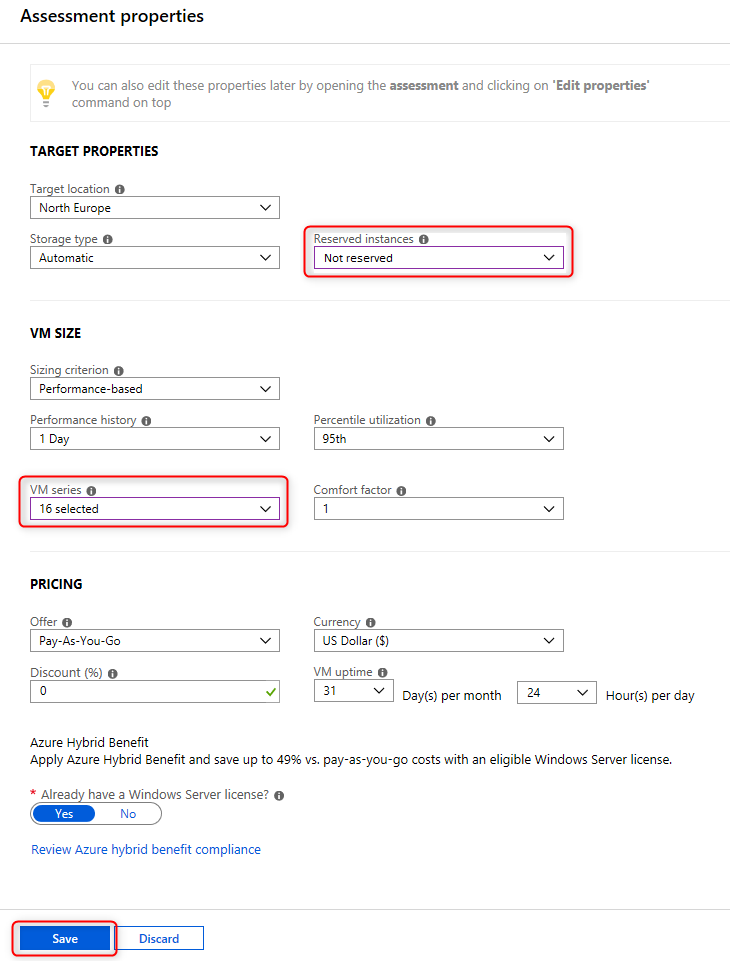 Assessment properties
You can also edit these properties later by opening the assessment and clicking on 'Edit properties'
command on top
TARGET PROPERTIES
Target location
North Europe
Storage type
Automatic
Reserved instances
Not reserved
VM SIZE
Sizing criterion
Performance-based
Performance history
1 Day
Percentile utilization
95th
VM series
16 selected
Comfort factor
1
PRICING
Offer
Pay-As-You-Go
Currency
US Dollar ($)
Discount (%)
0
VM uptime
31 Day(s) per month 24 Hour(s) per day
Azure Hybrid Benefit
Apply Azure Hybrid Benefit and save up to 49% vs. pay-as-you-go costs with an eligible Windows Server license.
* Already have a Windows Server license?
Yes No
Review Azure hybrid benefit compliance
Save Discard